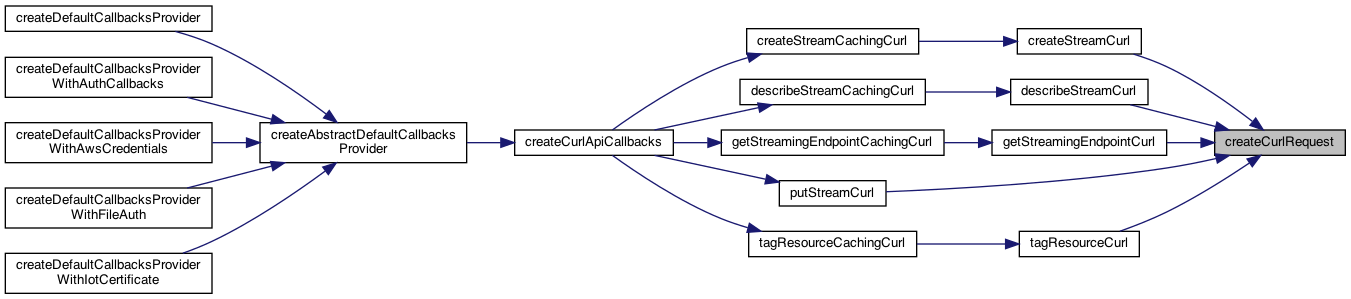 createDefaultCallbacksProvider
createDefaultCallbacksProvider
WithAuthCallbacks
createDefaultCallbacksProvider
WithAwsCredentials
createDefaultCallbacksProvider
WithFileAuth
createDefaultCallbacksProvider
WithIotCertificate
createAbstractDefaultCallbacks
Provider
createCurlApiCallbacks
createStreamCachingCurl
describeStreamCachingCurl
getStreamingEndpointCachingCurl
putStreamCurl
tagResourceCachingCurl
createStreamCurl
describeStreamCurl
getStreamingEndpointCurl
tagResourceCurl
createCurlRequest